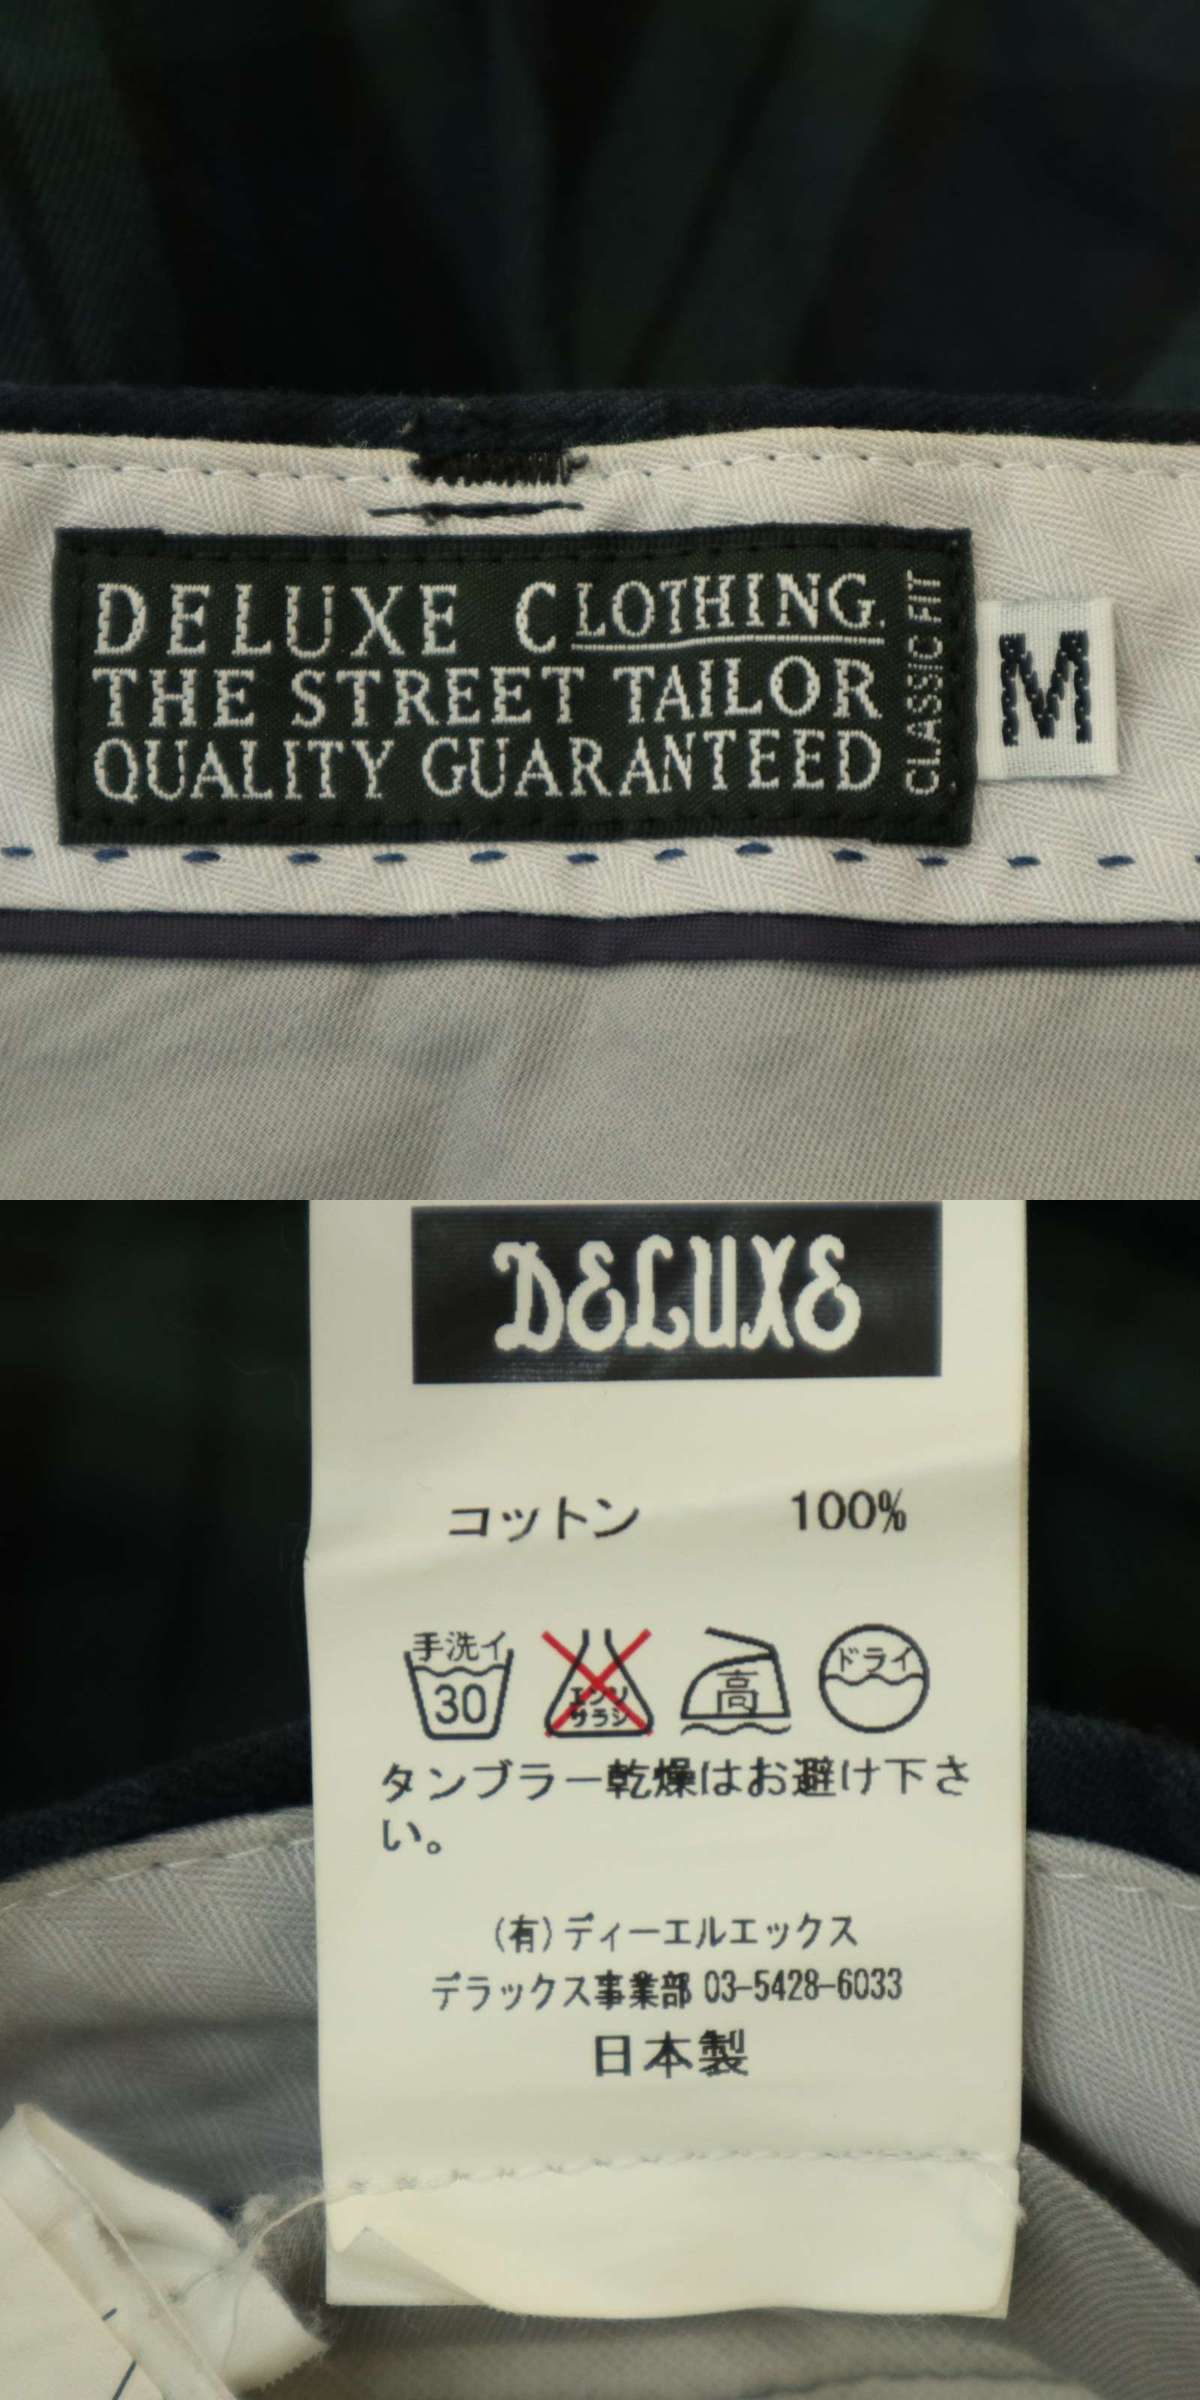 DELUXE CLOTHING.
THE STREET TAILOR
QUALITY GUARANTEED
CLASSIC FIT
M
DELUXE
コットン 100%
手洗イ
30
エンソ
サラシ
高
ドライ
タンブラー乾燥はお避け下さ
い。
(有)ディーエルエックス
デラックス事業部 03-5428-6033
日本製